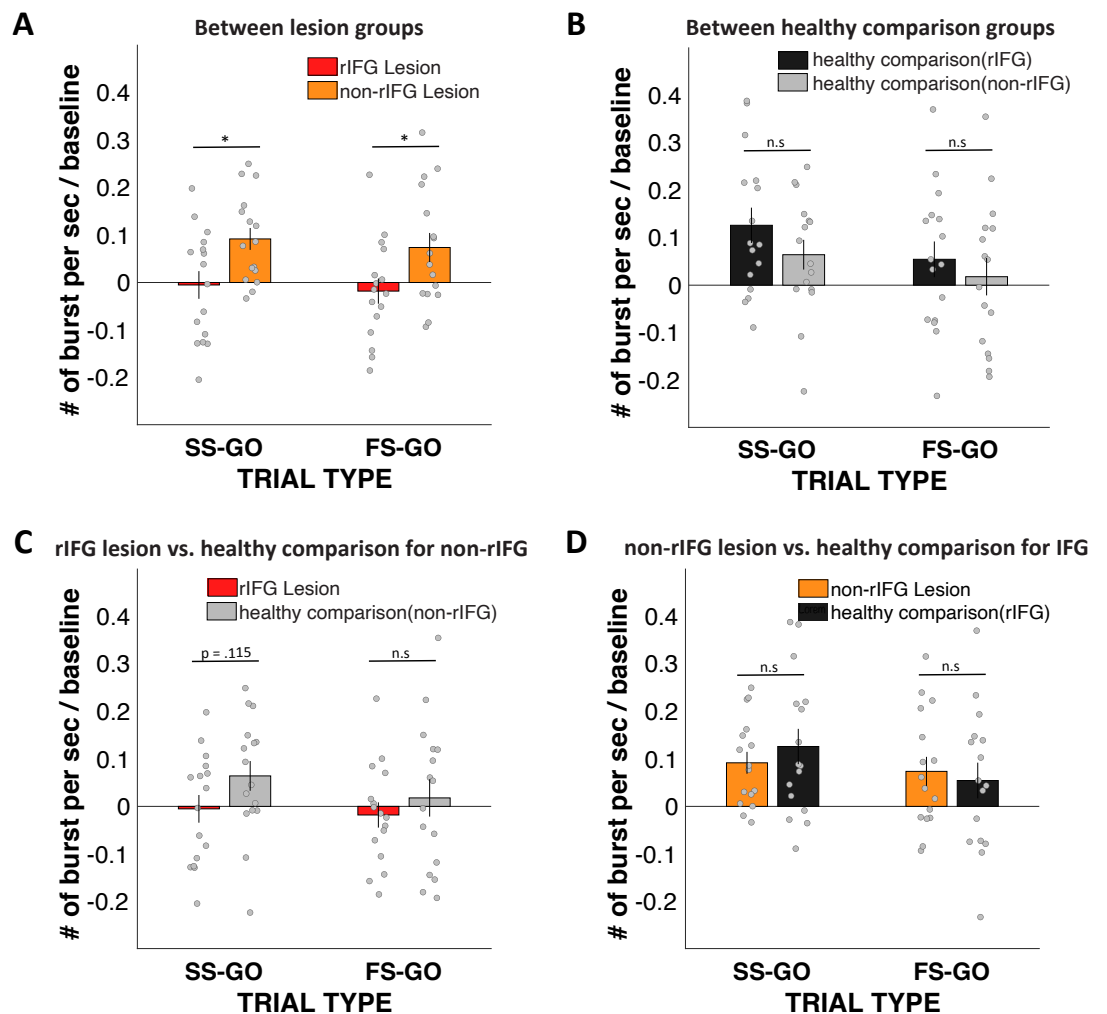 A
Between lesion groups
rIFG Lesion
non-rIFG Lesion
# of burst per sec / baseline
0.4
0.3
0.2
0.1
0
-0.1
-0.2
*
*
SS-GO
FS-GO
TRIAL TYPE
B
Between healthy comparison groups
healthy comparison(rIFG)
healthy comparison(non-rIFG)
# of burst per sec / baseline
0.4
0.3
0.2
0.1
0
-0.1
-0.2
n.s
n.s
SS-GO
FS-GO
TRIAL TYPE
C
rIFG lesion vs. healthy comparison for non-rIFG
rIFG Lesion
healthy comparison(non-rIFG)
# of burst per sec / baseline
0.4
0.3
0.2
0.1
0
-0.1
-0.2
p = .115
n.s
SS-GO
FS-GO
TRIAL TYPE
D
non-rIFG lesion vs. healthy comparison for IFG
non-rIFG Lesion
healthy comparison(rIFG)
# of burst per sec / baseline
0.4
0.3
0.2
0.1
0
-0.1
-0.2
n.s
n.s
SS-GO
FS-GO
TRIAL TYPE